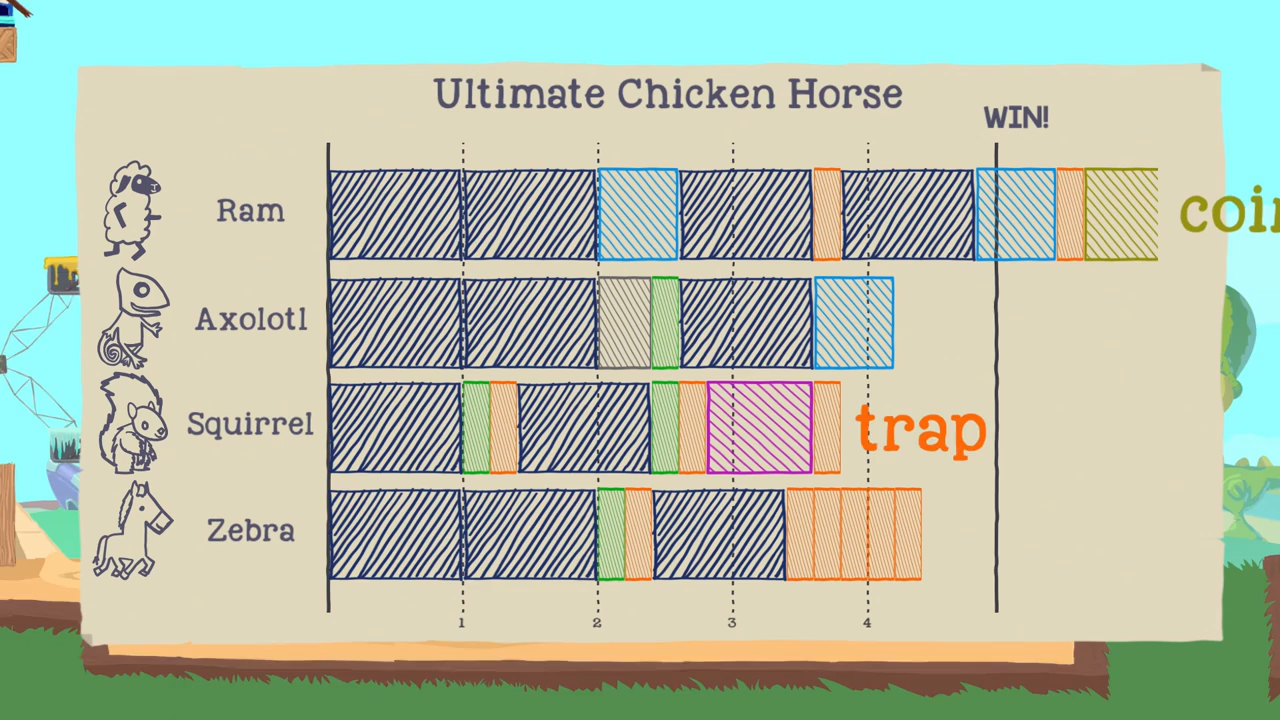 Ultimate Chicken Horse
WIN!
Ram
Axolotl
Squirrel
trap
Zebra
1 2 3 4